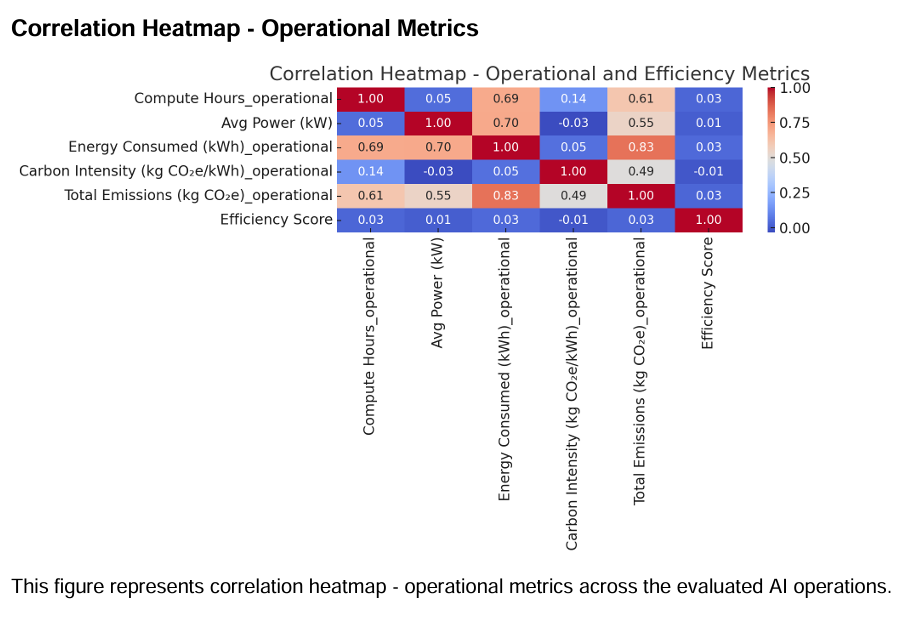 Correlation Heatmap - Operational Metrics
Correlation Heatmap - Operational and Efficiency Metrics
Compute Hours_operational 1.00 0.05 0.69 0.14 0.61 0.03
Avg Power (kW) 0.05 1.00 0.70 -0.03 0.55 0.01
Energy Consumed (kWh)_operational 0.69 0.70 1.00 0.05 0.83 0.03
Carbon Intensity (kg CO₂e/kWh)_operational 0.14 -0.03 0.05 1.00 0.49 -0.01
Total Emissions (kg CO₂e)_operational 0.61 0.55 0.83 0.49 1.00 0.03
Efficiency Score 0.03 0.01 0.03 -0.01 0.03 1.00
1.00
0.75
0.50
0.25
0.00
Compute Hours_operational
Avg Power (kW)
Energy Consumed (kWh)_operational
Carbon Intensity (kg CO₂e/kWh)_operational
Total Emissions (kg CO₂e)_operational
Efficiency Score
This figure represents correlation heatmap - operational metrics across the evaluated AI operations.